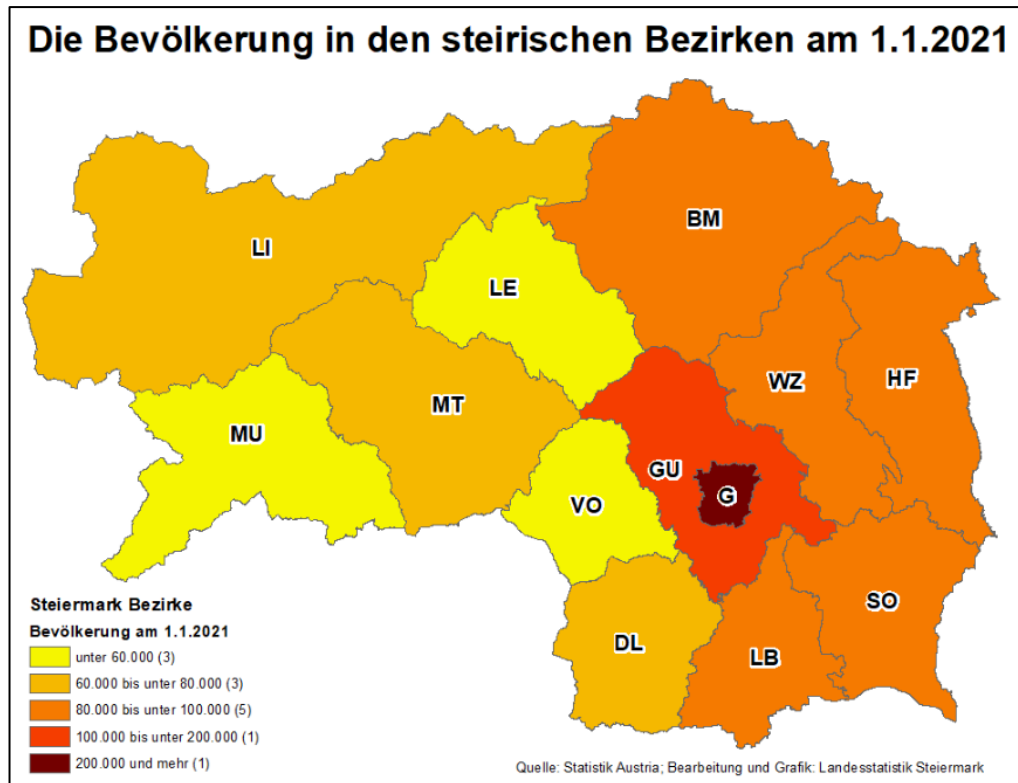 Die Bevölkerung in den steirischen Bezirken am 1.1.2021
BM
LI
LE
WZ
HF
MT
MU
GU
G
VO
SO
DL
LB
Steiermark Bezirke
Bevölkerung am 1.1.2021
unter 60.000 (3)
60.000 bis unter 80.000 (3)
80.000 bis unter 100.000 (5)
100.000 bis unter 200.000 (1)
200.000 und mehr (1)
Quelle: Statistik Austria; Bearbeitung und Grafik: Landesstatistik Steiermark